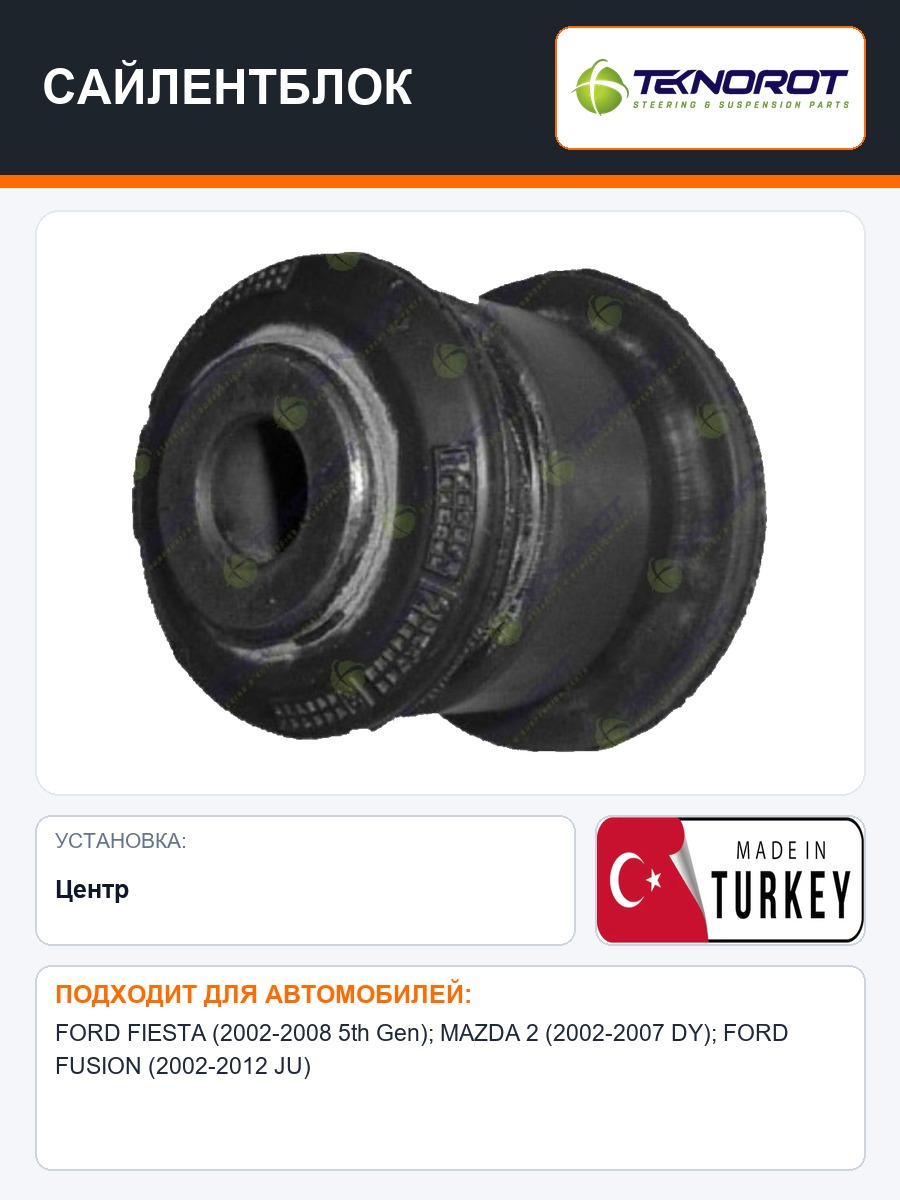 САЙЛЕНТБЛОК
TEKNOROT
STEERING & SUSPENSION PARTS
УСТАНОВКА:
Центр
MADE IN
TURKEY
ПОДХОДИТ ДЛЯ АВТОМОБИЛЕЙ:
FORD FIESTA (2002-2008 5th Gen); MAZDA 2 (2002-2007 DY); FORD
FUSION (2002-2012 JU)